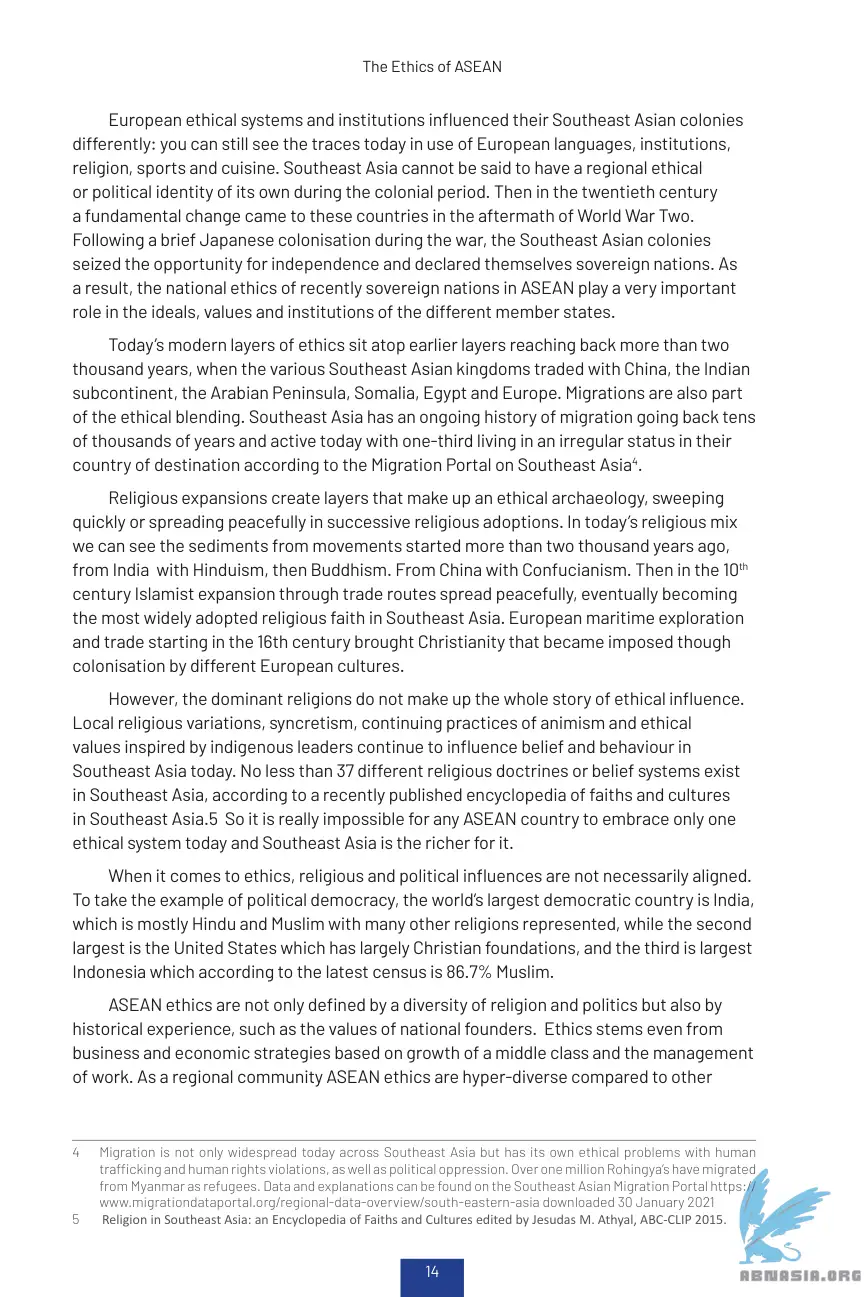 The Ethics of ASEAN
European ethical systems and institutions influenced their Southeast Asian colonies
differently: you can still see the traces today in use of European languages, institutions,
religion, sports and cuisine. Southeast Asia cannot be said to have a regional ethical
or political identity of its own during the colonial period. Then in the twentieth century
a fundamental change came to these countries in the aftermath of World War Two.
Following a brief Japanese colonisation during the war, the Southeast Asian colonies
seized the opportunity for independence and declared themselves sovereign nations. As
a result, the national ethics of recently sovereign nations in ASEAN play a very important
role in the ideals, values and institutions of the different member states.
Today's modern layers of ethics sit atop earlier layers reaching back more than two
thousand years, when the various Southeast Asian kingdoms traded with China, the Indian
subcontinent, the Arabian Peninsula, Somalia, Egypt and Europe. Migrations are also part
of the ethical blending. Southeast Asia has an ongoing history of migration going back tens
of thousands of years and active today with one-third living in an irregular status in their
country of destination according to the Migration Portal on Southeast Asia⁴.
Religious expansions create layers that make up an ethical archaeology, sweeping
quickly or spreading peacefully in successive religious adoptions. In today's religious mix
we can see the sediments from movements started more than two thousand years ago,
from India  with Hinduism, then Buddhism. From China with Confucianism. Then in the 10th
century Islamist expansion through trade routes spread peacefully, eventually becoming
the most widely adopted religious faith in Southeast Asia. European maritime exploration
and trade starting in the 16th century brought Christianity that became imposed though
colonisation by different European cultures.
However, the dominant religions do not make up the whole story of ethical influence.
Local religious variations, syncretism, continuing practices of animism and ethical
values inspired by indigenous leaders continue to influence belief and behaviour in
Southeast Asia today. No less than 37 different religious doctrines or belief systems exist
in Southeast Asia, according to a recently published encyclopedia of faiths and cultures
in Southeast Asia.5  So it is really impossible for any ASEAN country to embrace only one
ethical system today and Southeast Asia is the richer for it.
When it comes to ethics, religious and political influences are not necessarily aligned.
To take the example of political democracy, the world's largest democratic country is India,
which is mostly Hindu and Muslim with many other religions represented, while the second
largest is the United States which has largely Christian foundations, and the third is largest
Indonesia which according to the latest census is 86.7% Muslim.
ASEAN ethics are not only defined by a diversity of religion and politics but also by
historical experience, such as the values of national founders.  Ethics stems even from
business and economic strategies based on growth of a middle class and the management
of work. As a regional community ASEAN ethics are hyper-diverse compared to other
4 Migration is not only widespread today across Southeast Asia but has its own ethical problems with human
trafficking and human rights violations, as well as political oppression. Over one million Rohingya's have migrated
from Myanmar as refugees. Data and explanations can be found on the Southeast Asian Migration Portal https://
www.migrationdataportal.org/regional-data-overview/south-eastern-asia downloaded 30 January 2021
5 Religion in Southeast Asia: an Encyclopedia of Faiths and Cultures edited by Jesudas M. Athyal, ABC-CLIP 2015.
14
ABNASIA.ORG